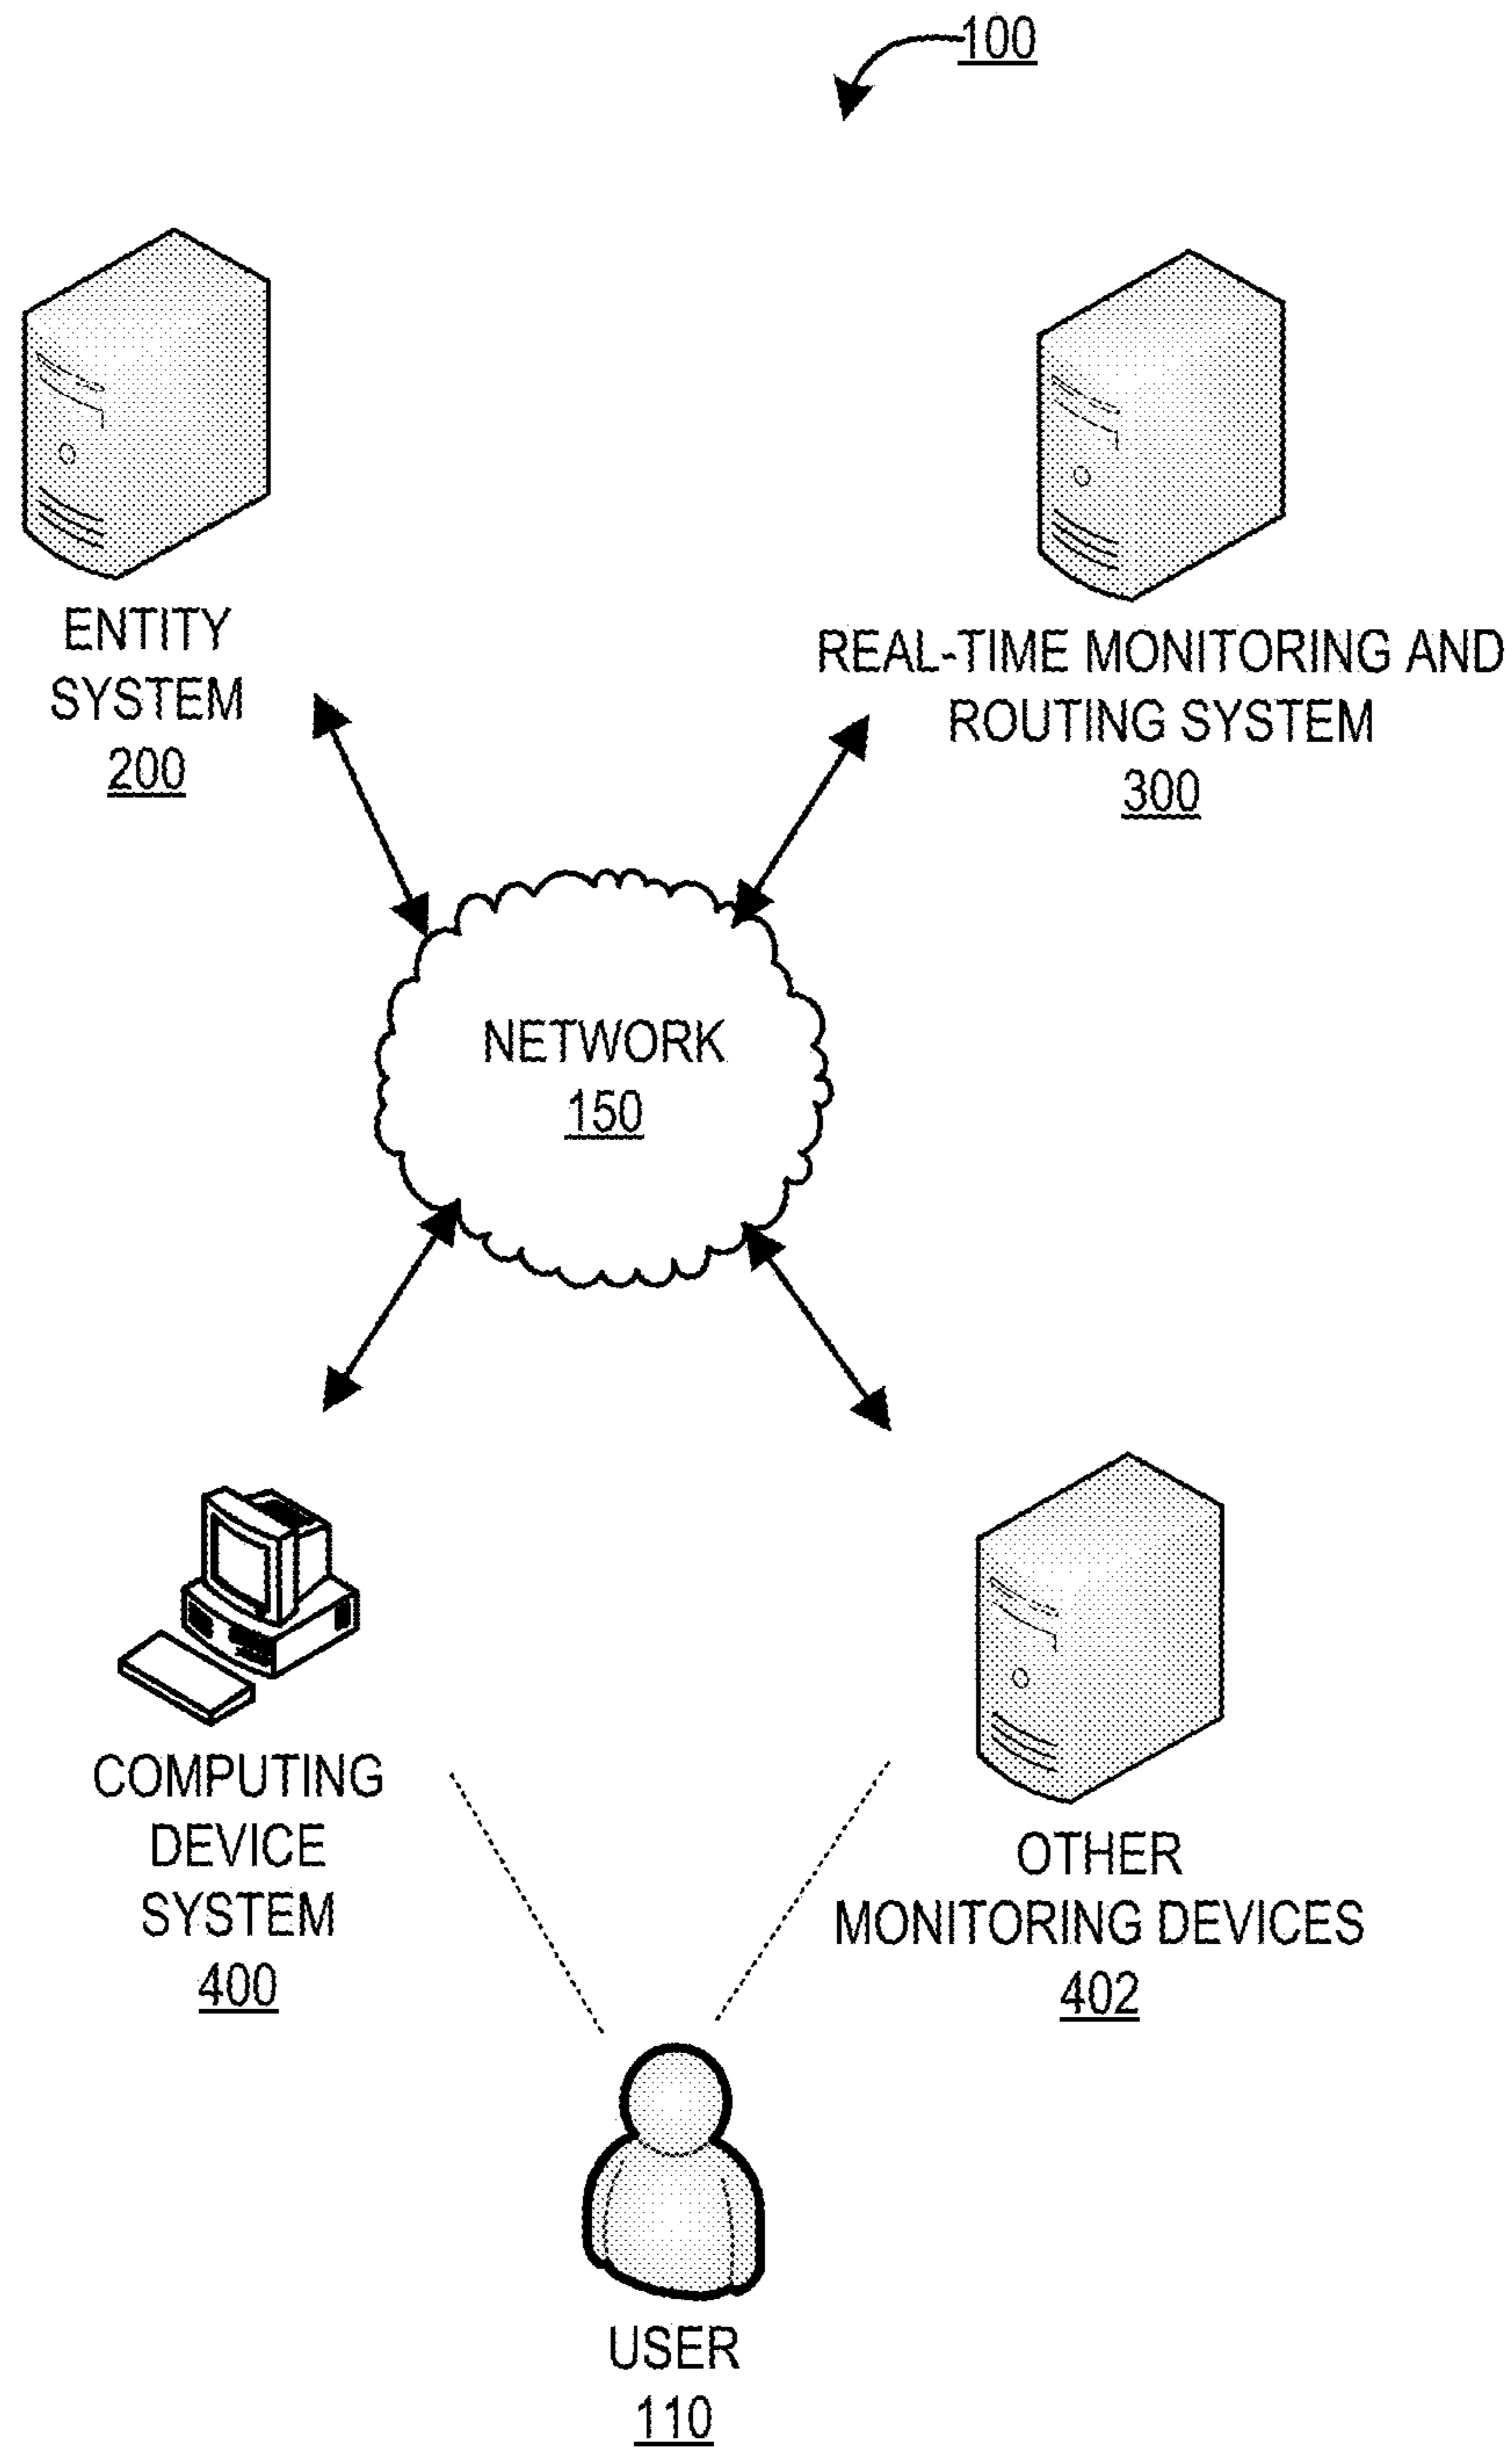 100
ENTITY
SYSTEM
200
REAL-TIME MONITORING AND
ROUTING SYSTEM
300
NETWORK
150
COMPUTING
DEVICE
SYSTEM
400
OTHER
MONITORING DEVICES
402
USER
110